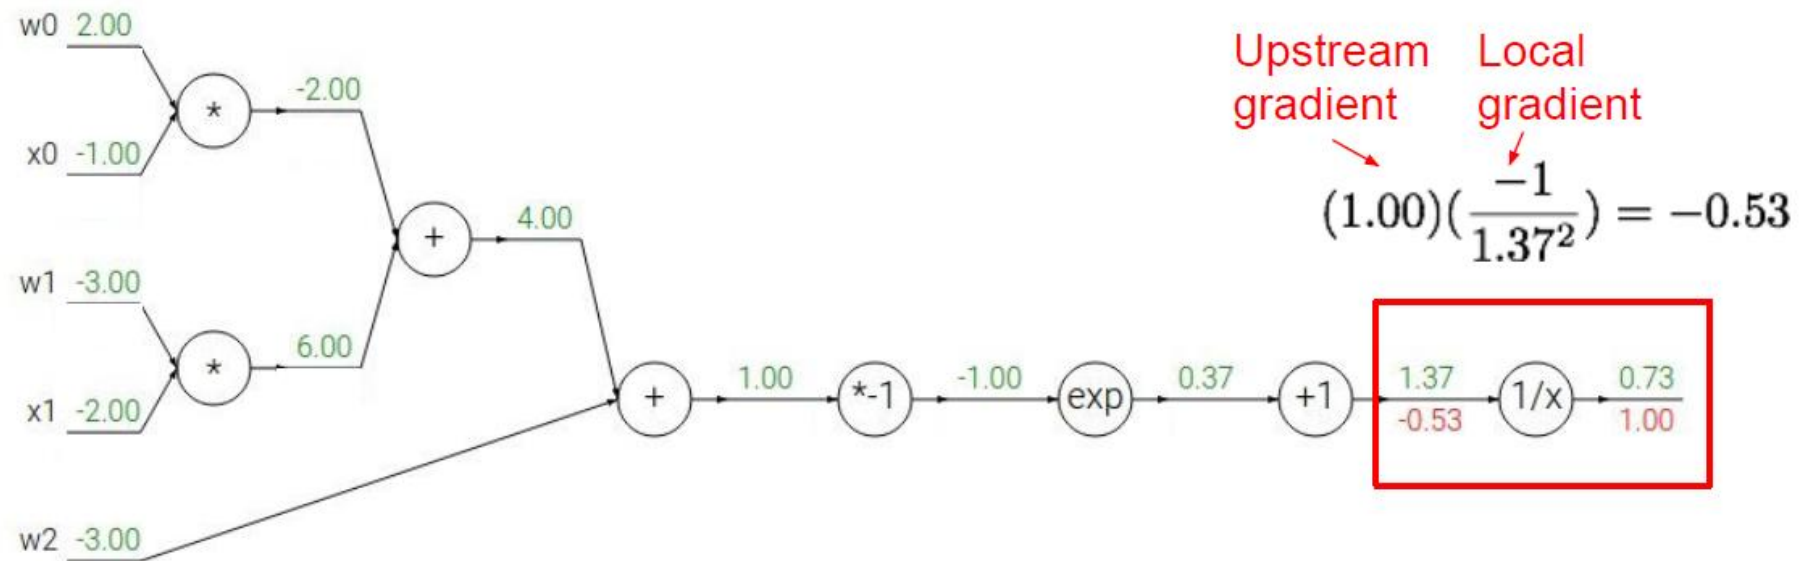 w0 2.00
x0 -1.00
*
-2.00
w1 -3.00
x1 -2.00
*
6.00
+
4.00
w2 -3.00
+
1.00
*-1
-1.00
exp
0.37
+1
1.37
-0.53
1/x
0.73
1.00
Upstream
gradient
Local
gradient
(1.00)(−1/1.37²) = −0.53